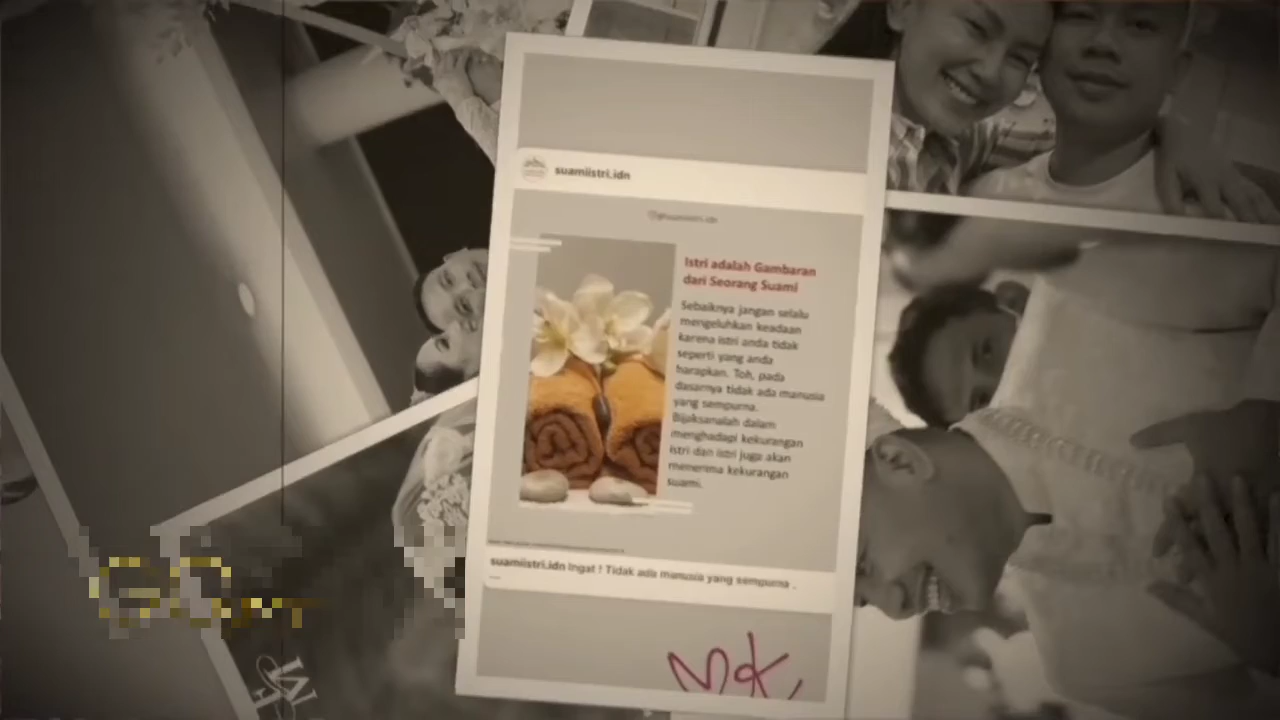 suamiistri.idn
Istri adalah Gambaran
dari Seorang Suami
Sebaiknya jangan selalu
mengeluhkan keadaan
karena istri anda tidak
seperti yang anda
harapkan. Toh, pada
dasarnya tidak ada manusia
yang sempurna.
Bijaksanalah dalam
menghadapi kekurangan
istri dan istri juga akan
menerima kekurangan
suami.
suamiistri.idn Ingat ! Tidak ada manusia yang sempurna .
...